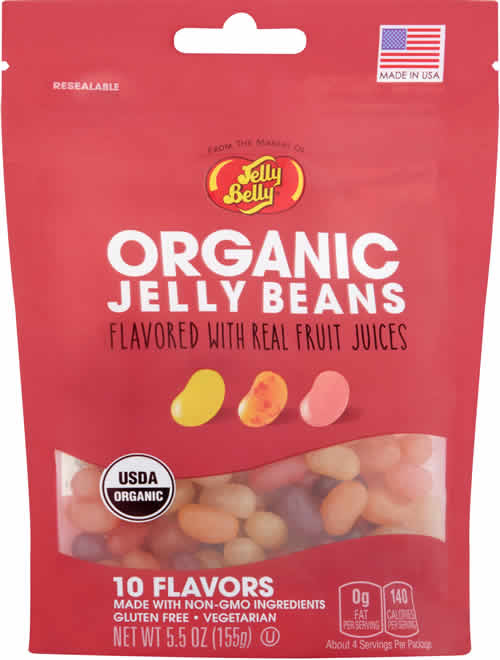 MADE IN USA
RESEALABLE
FROM THE MAKERS OF
Jelly
Belly
ORGANIC
JELLY BEANS
FLAVORED WITH REAL FRUIT JUICES
USDA
ORGANIC
10 FLAVORS
MADE WITH NON-GMO INGREDIENTS
GLUTEN FREE • VEGETARIAN
NET WT 5.5 OZ (155g) U
0g
FAT
PER SERVING
140
CALORIES
PER SERVING
About 4 Servings Per Package